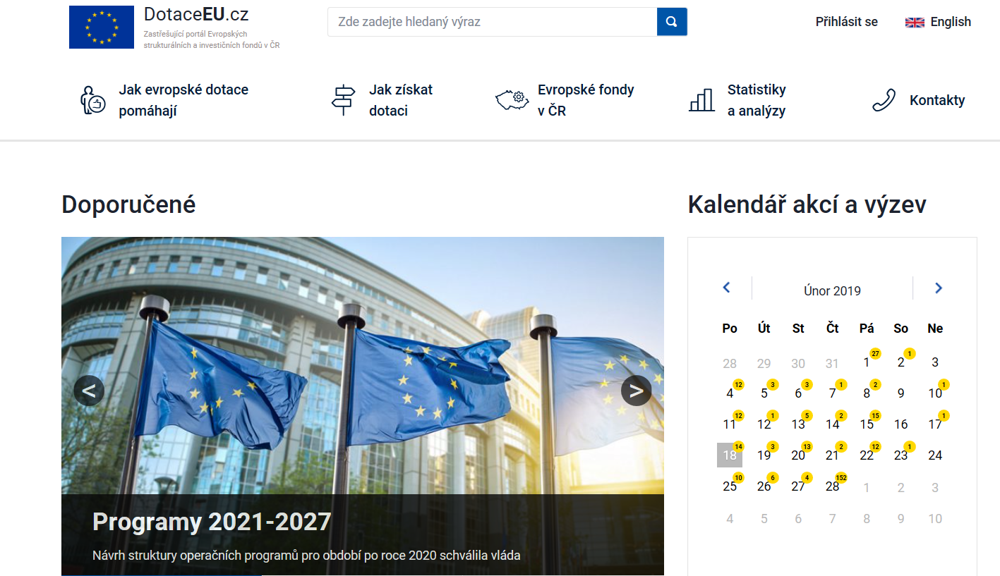 DotaceEU.cz
Zastřešující portál Evropských
strukturálních a investičních fondů v ČR
Zde zadejte hledaný výraz
Přihlásit se
English
Jak evropské dotace
pomáhají
Jak získat
dotaci
Evropské fondy
v ČR
Statistiky
a analýzy
Kontakty
Doporučené
<
>
Programy 2021-2027
Návrh struktury operačních programů pro období po roce 2020 schválila vláda
Kalendář akcí a výzev
Únor 2019
Po Út St Čt Pá So Ne
28 29 30 31 1 27 2 1 3
4 12 5 3 6 3 7 1 8 2 9 10 1
11 12 12 1 13 5 14 2 15 15 16 17 1
18 14 19 3 20 13 21 2 22 12 23 1 24
25 10 26 6 27 4 28 152 1 2 3
4 5 6 7 8 9 10